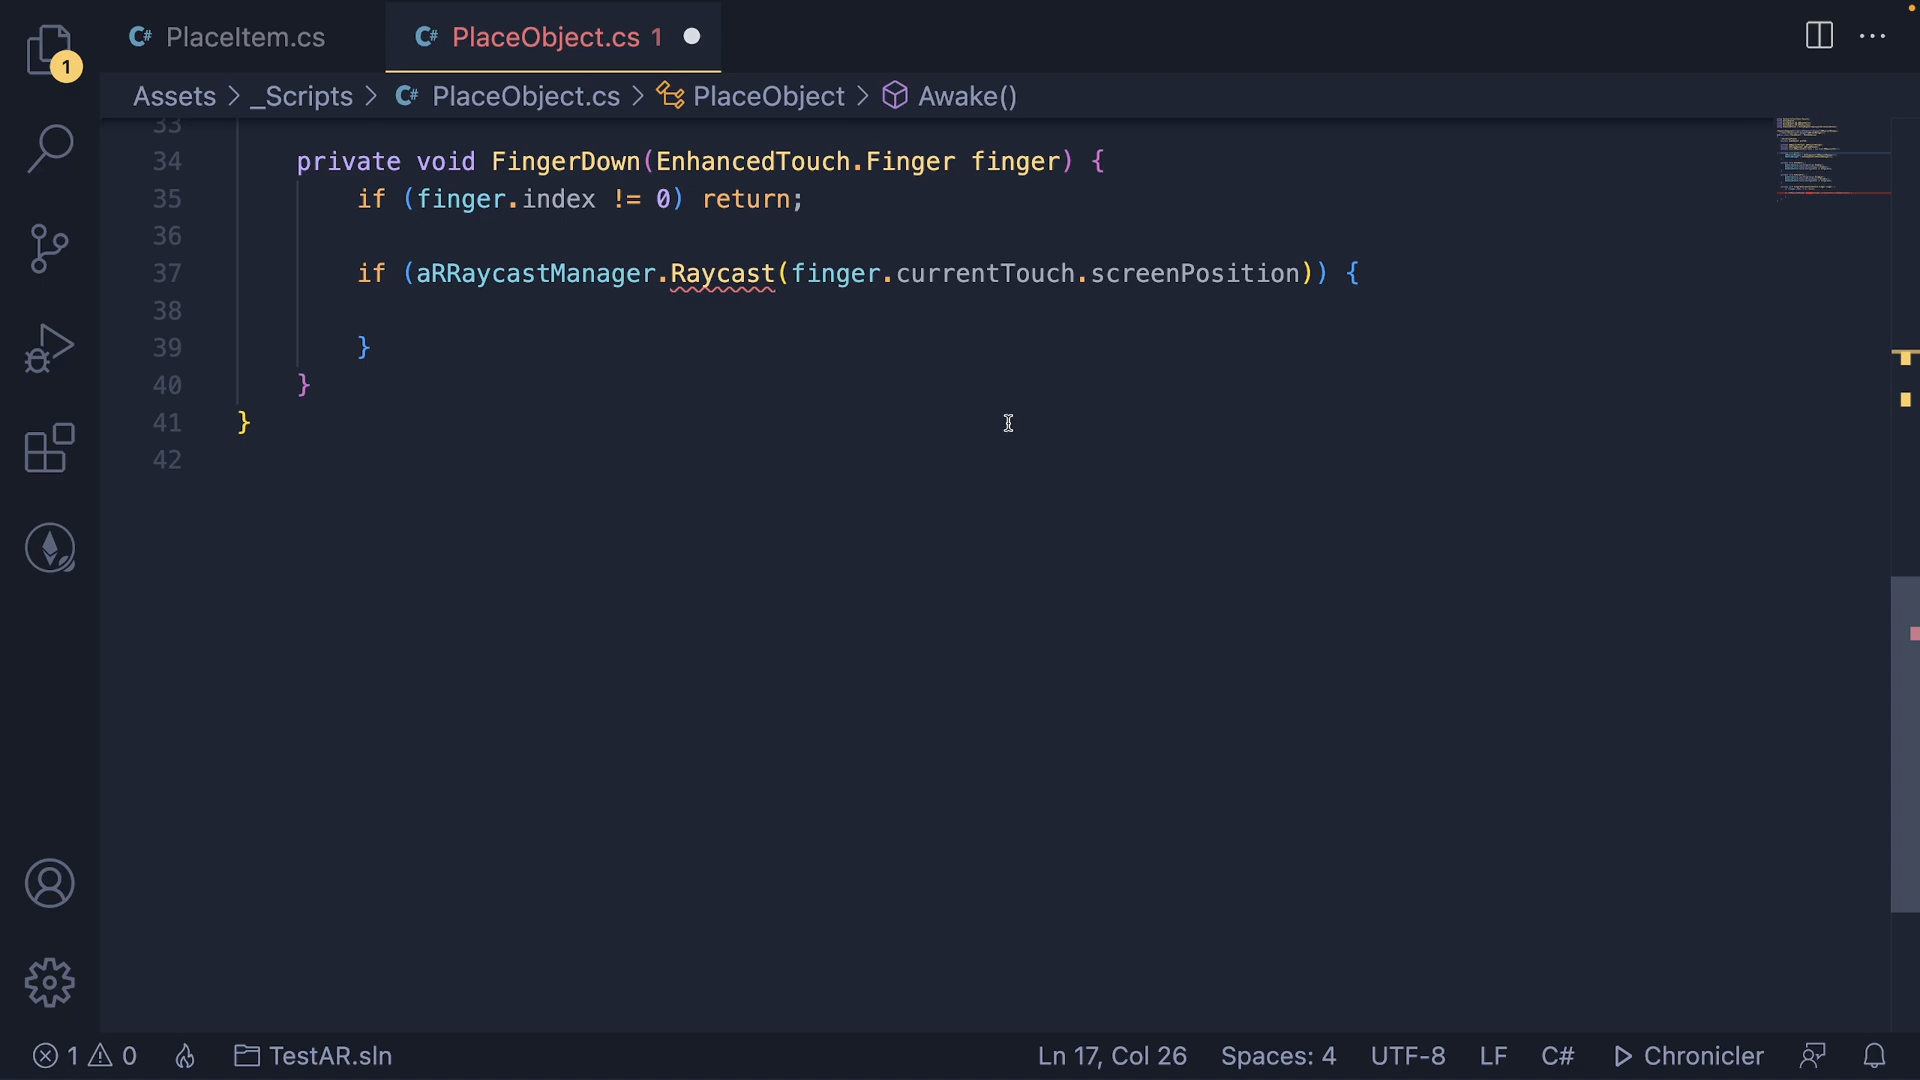 PlaceItem.cs
PlaceObject.cs 1
1
Assets > _Scripts > PlaceObject.cs > PlaceObject > Awake()
33
34 private void FingerDown(EnhancedTouch.Finger finger) {
35 if (finger.index != 0) return;
36
37 if (aRRaycastManager.Raycast(finger.currentTouch.screenPosition)) {
38
39 }
40 }
41 }
42
1 0 TestAR.sln Ln 17, Col 26 Spaces: 4 UTF-8 LF C# Chronicler